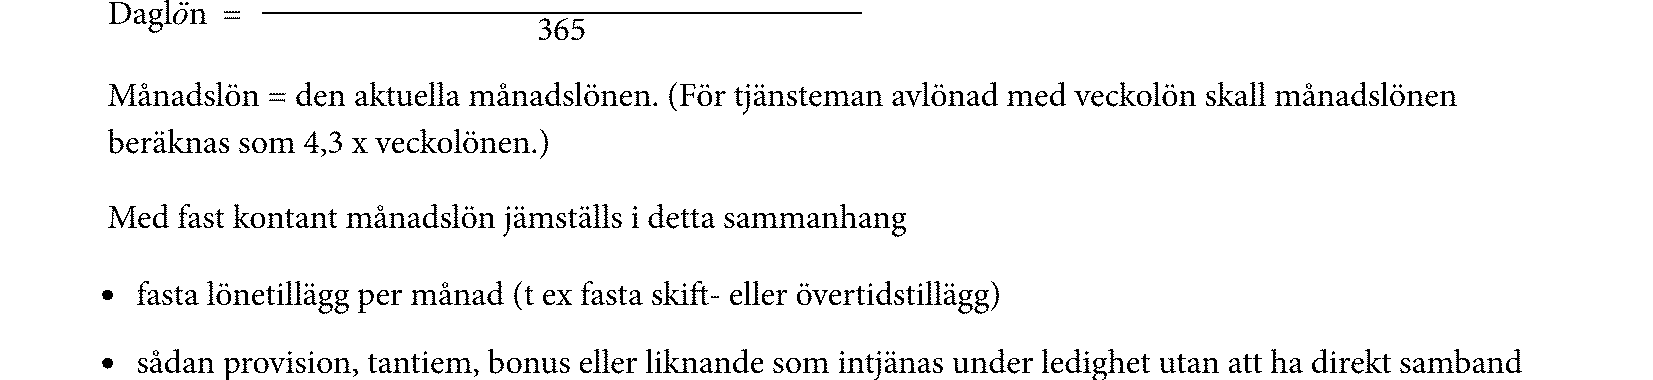 Daglön =
365
Månadslön = den aktuella månadslönen. (För tjänsteman avlönad med veckolön skall månadslönen
beräknas som 4,3 x veckolönen.)
Med fast kontant månadslön jämställs i detta sammanhang
• fasta lönetillägg per månad (t ex fasta skift- eller övertidstillägg)
• sådan provision, tantiem, bonus eller liknande som intjänas under ledighet utan att ha direkt samband